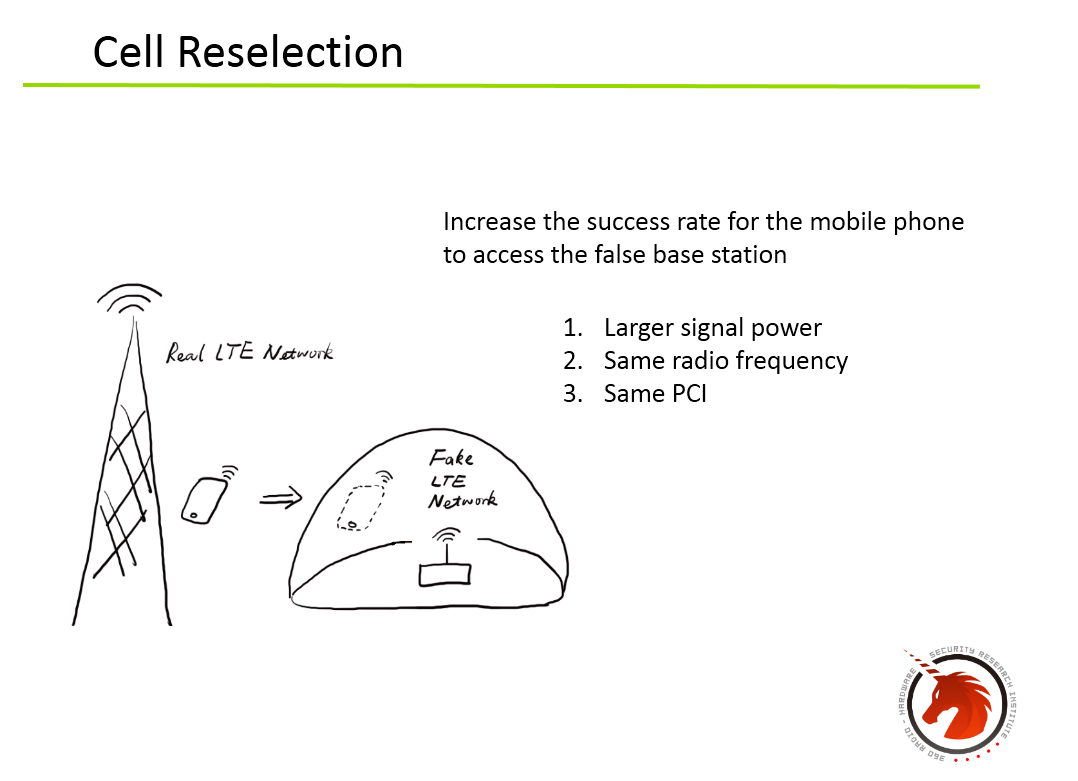 Cell Reselection
Increase the success rate for the mobile phone
to access the false base station
1. Larger signal power
2. Same radio frequency
3. Same PCI
Real LTE Network
Fake
LTE
Network
360 RADIO - HARDWARE SECURITY RESEARCH INSTITUTE